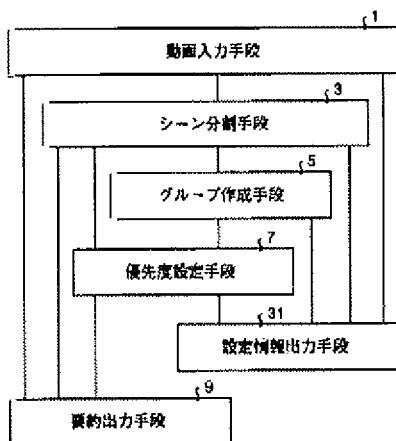 1
動画入力手段
3
シーン分割手段
5
グループ作成手段
7
優先度設定手段
31
設定情報出力手段
9
要約出力手段